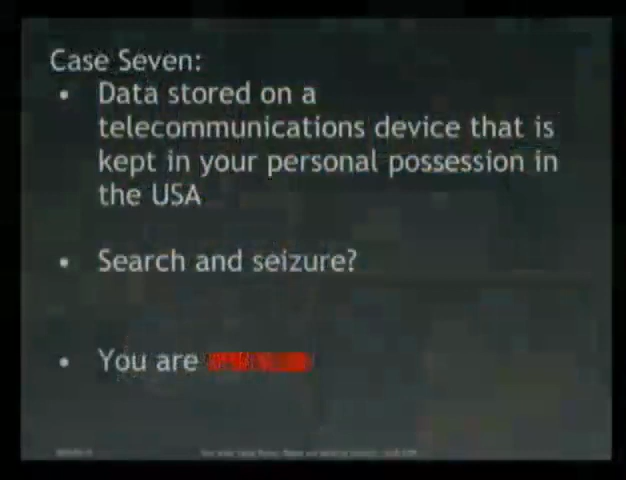 Case Seven:
• Data stored on a
telecommunications device that is
kept in your personal possession in
the USA
• Search and seizure?
• You are